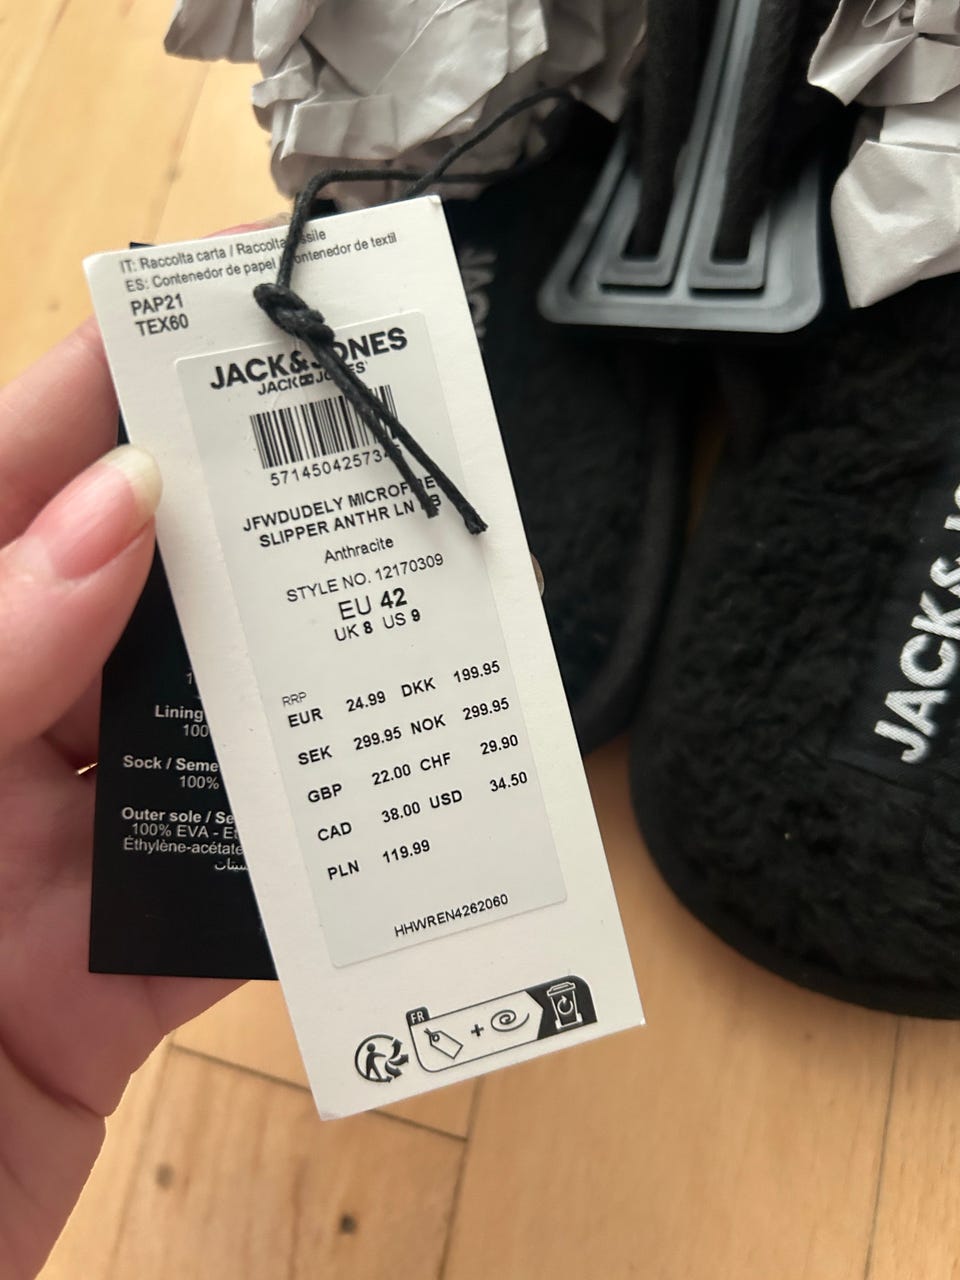 IT: Raccolta carta / Raccolta
ES: Contenedor de papel / Contenedor de textil
PAP21
TEX60
JACK&JONES
JACK JONES
5714504257
JFWDUDELY
SLIPPER ANTHR LN
Anthracite
STYLE NO. 12170309
EU 42
UK 8 US 9
RRP
EUR 24.99 DKK 199.95
SEK 299.95 NOK 299.95
GBP 22.00 CHF 29.90
CAD 38.00 USD 34.50
PLN 119.99
HHWREN4262060
FR
Lining
100
Sock / Seme
100%
Outer sole / Se
100% EVA - Et
Éthylène-acétate
JACK&JO